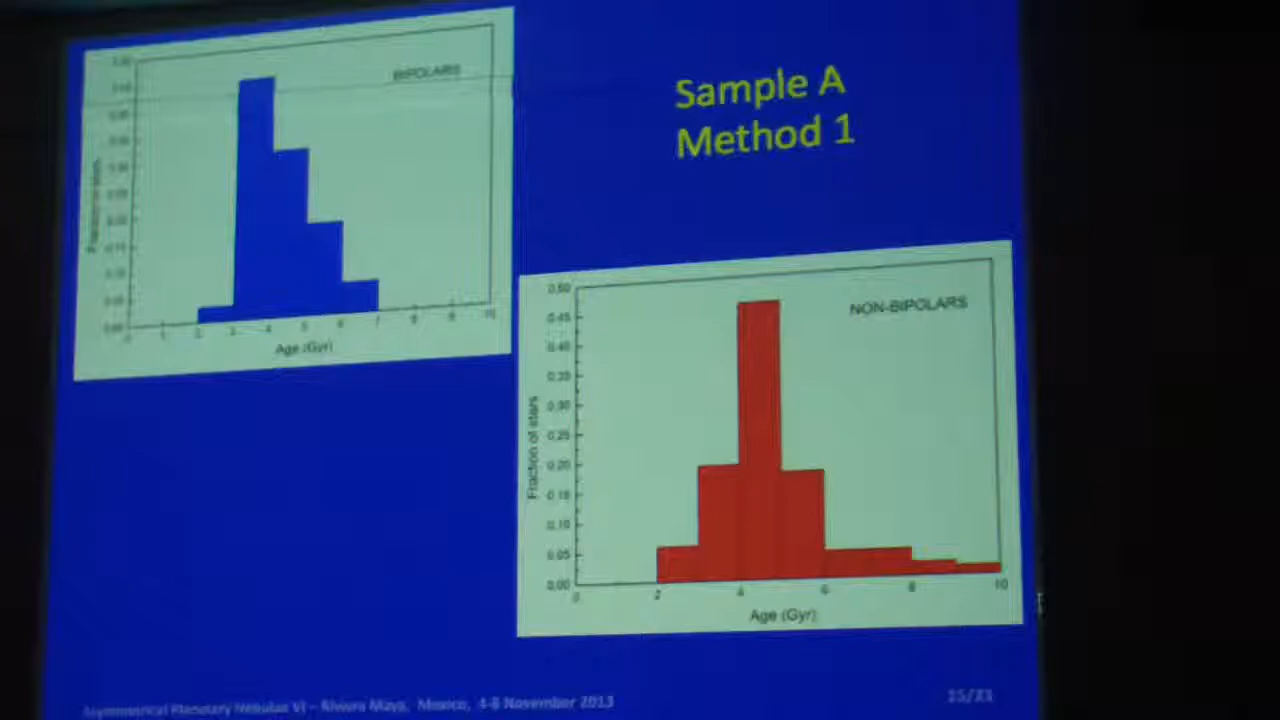 BIPOLARS
Age (Gyr)
Sample A
Method 1
NON-BIPOLARS
Fraction of stars
0.50
0.45
0.40
0.35
0.30
0.25
0.20
0.15
0.10
0.05
0.00
0 2 4 6 8 10
Age (Gyr)
Asymmetrical Planetary Nebulae VI – Riviera Maya, Mexico, 4-8 November 2013
15/21